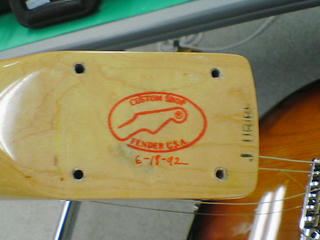 CUSTOM SHOP
®
FENDER U.S.A.
6-18-92